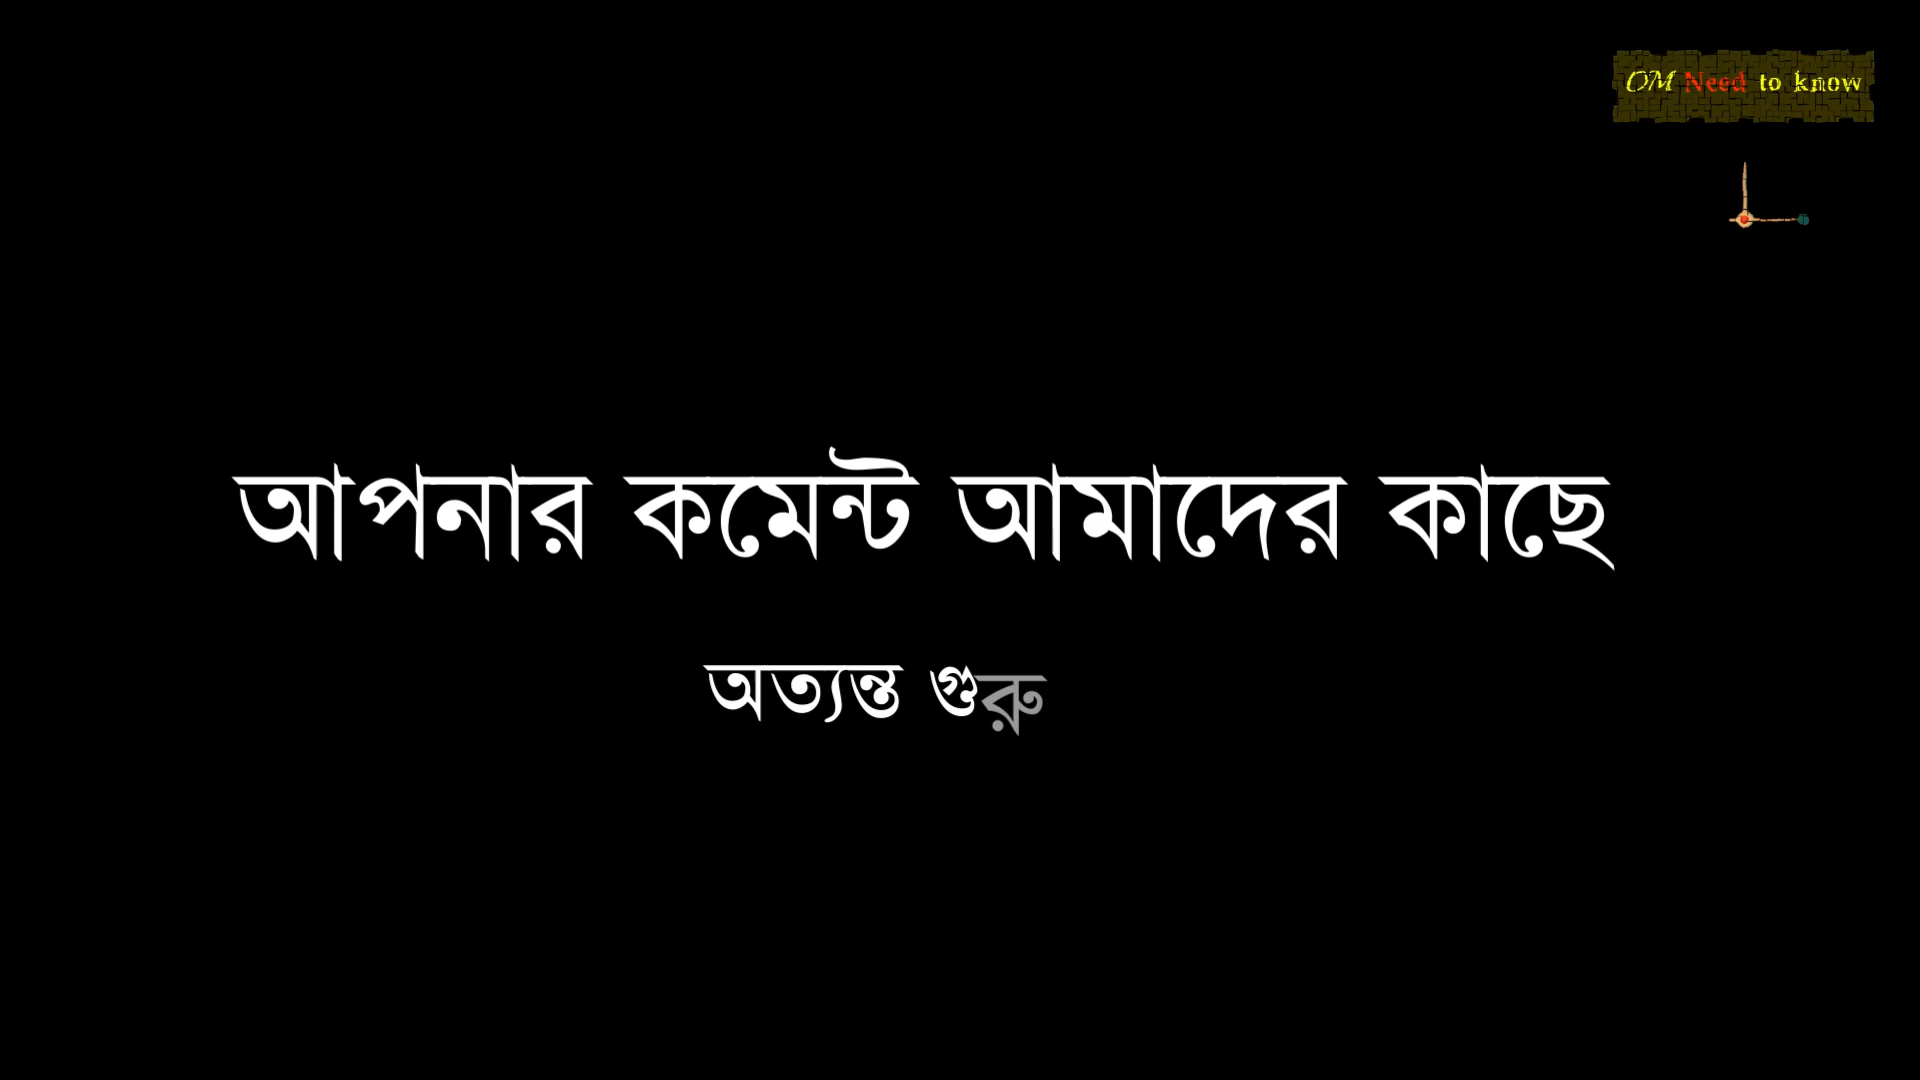 OM Need to know
আপনার কমেন্ট আমাদের কাছে
অত্যন্ত গুরু